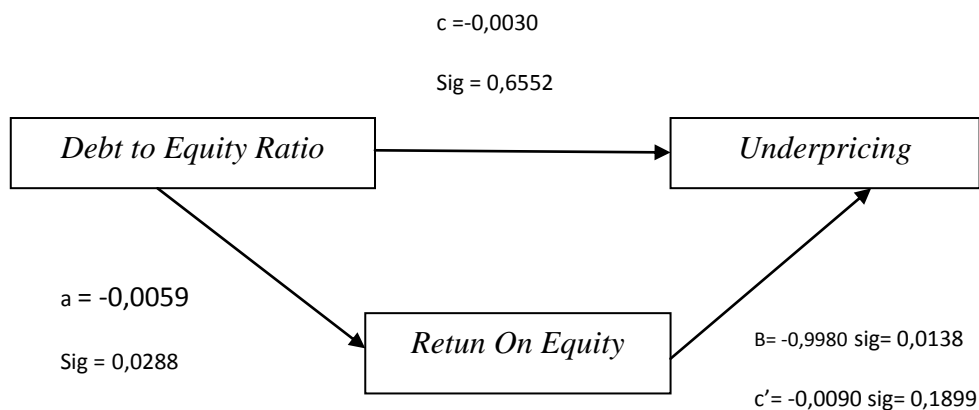 c =-0,0030
Sig = 0,6552
Debt to Equity Ratio
Underpricing
a = -0,0059
Sig = 0,0288
Retun On Equity
B= -0,9980 sig= 0,0138
c’= -0,0090 sig= 0,1899